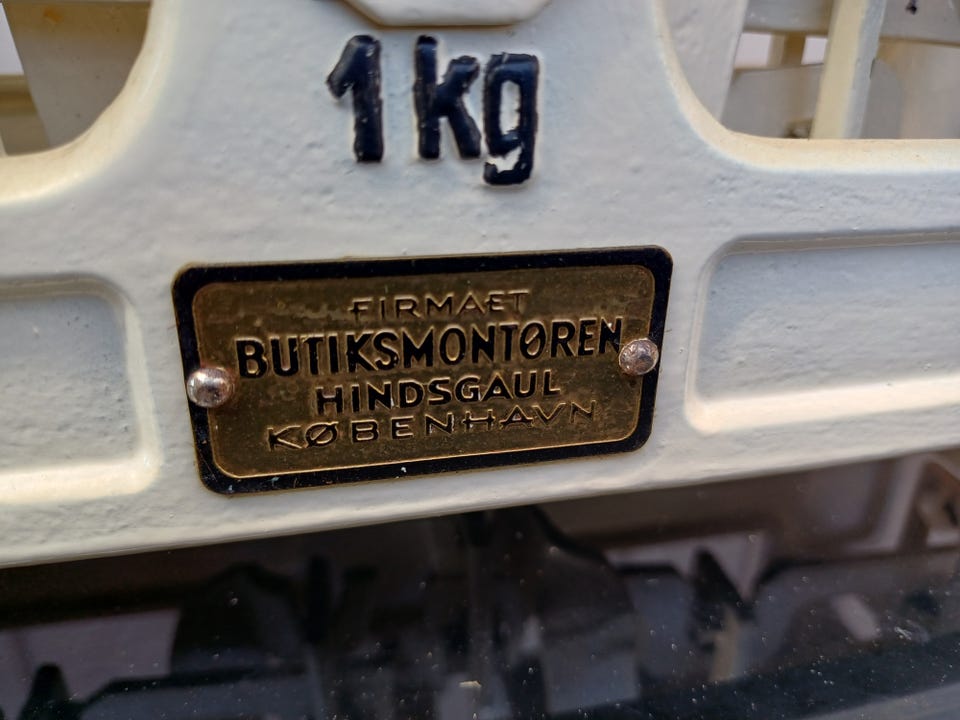 1 kg
FIRMAET
BUTIKSMONTØREN
HINDSGAUL
KØBENHAVN